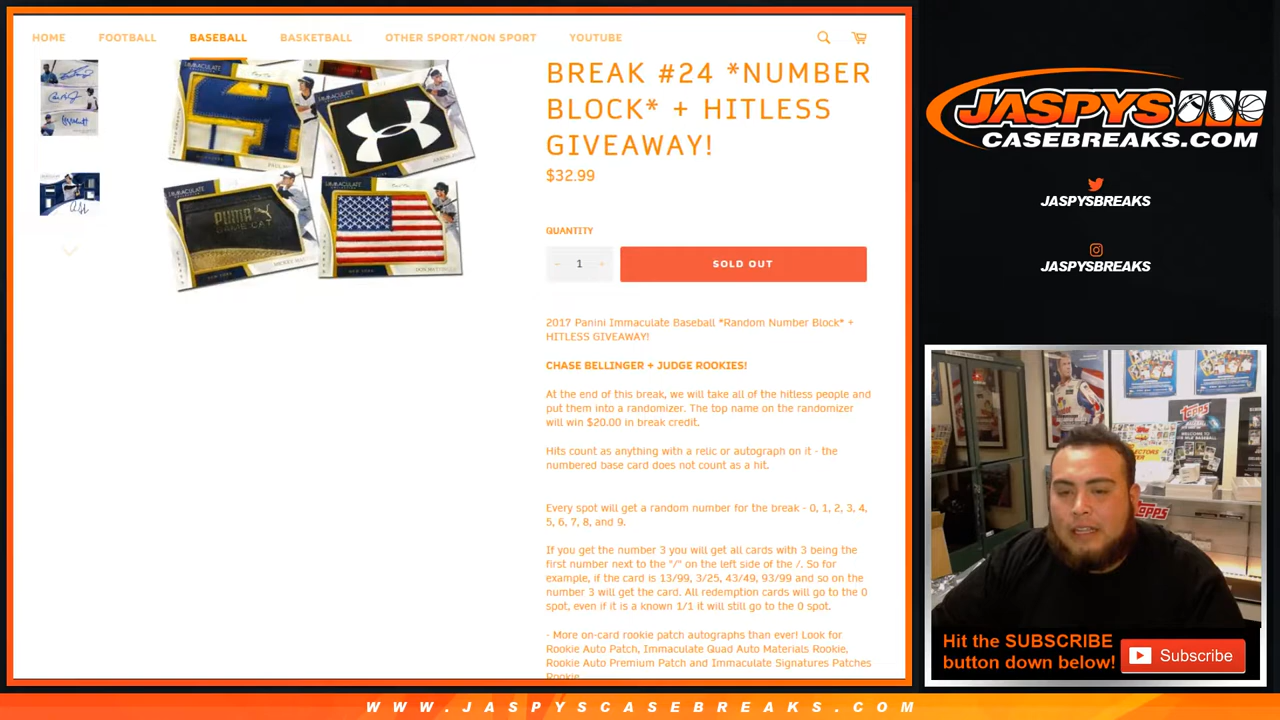 HOME FOOTBALL BASEBALL BASKETBALL OTHER SPORT/NON SPORT YOUTUBE
BREAK #24 *NUMBER
BLOCK* + HITLESS
GIVEAWAY!
$32.99
QUANTITY
− 1 +
SOLD OUT
2017 Panini Immaculate Baseball *Random Number Block* +
HITLESS GIVEAWAY!
CHASE BELLINGER + JUDGE ROOKIES!
At the end of this break, we will take all of the hitless people and
put them into a randomizer. The top name on the randomizer
will win $20.00 in break credit.
Hits count as anything with a relic or autograph on it - the
numbered base card does not count as a hit.
Every spot will get a random number for the break - 0, 1, 2, 3, 4,
5, 6, 7, 8, and 9.
If you get the number 3 you will get all cards with 3 being the
first number next to the "/" on the left side of the /. So for
example, if the card is 13/99, 3/25, 43/49, 93/99 and so on the
number 3 will get the card. All redemption cards will go to the 0
spot, even if it is a known 1/1 it will still go to the 0 spot.
- More on-card rookie patch autographs than ever! Look for
Rookie Auto Patch, Immaculate Quad Auto Materials Rookie,
Rookie Auto Premium Patch and Immaculate Signatures Patches
Rookie
PUMA
GAME CAT
JASPYS
CASEBREAKS.COM
JASPYSBREAKS
JASPYSBREAKS
topps
topps
Hit the SUBSCRIBE
button down below!
Subscribe
WWW.JASPYSCASEBREAKS.COM